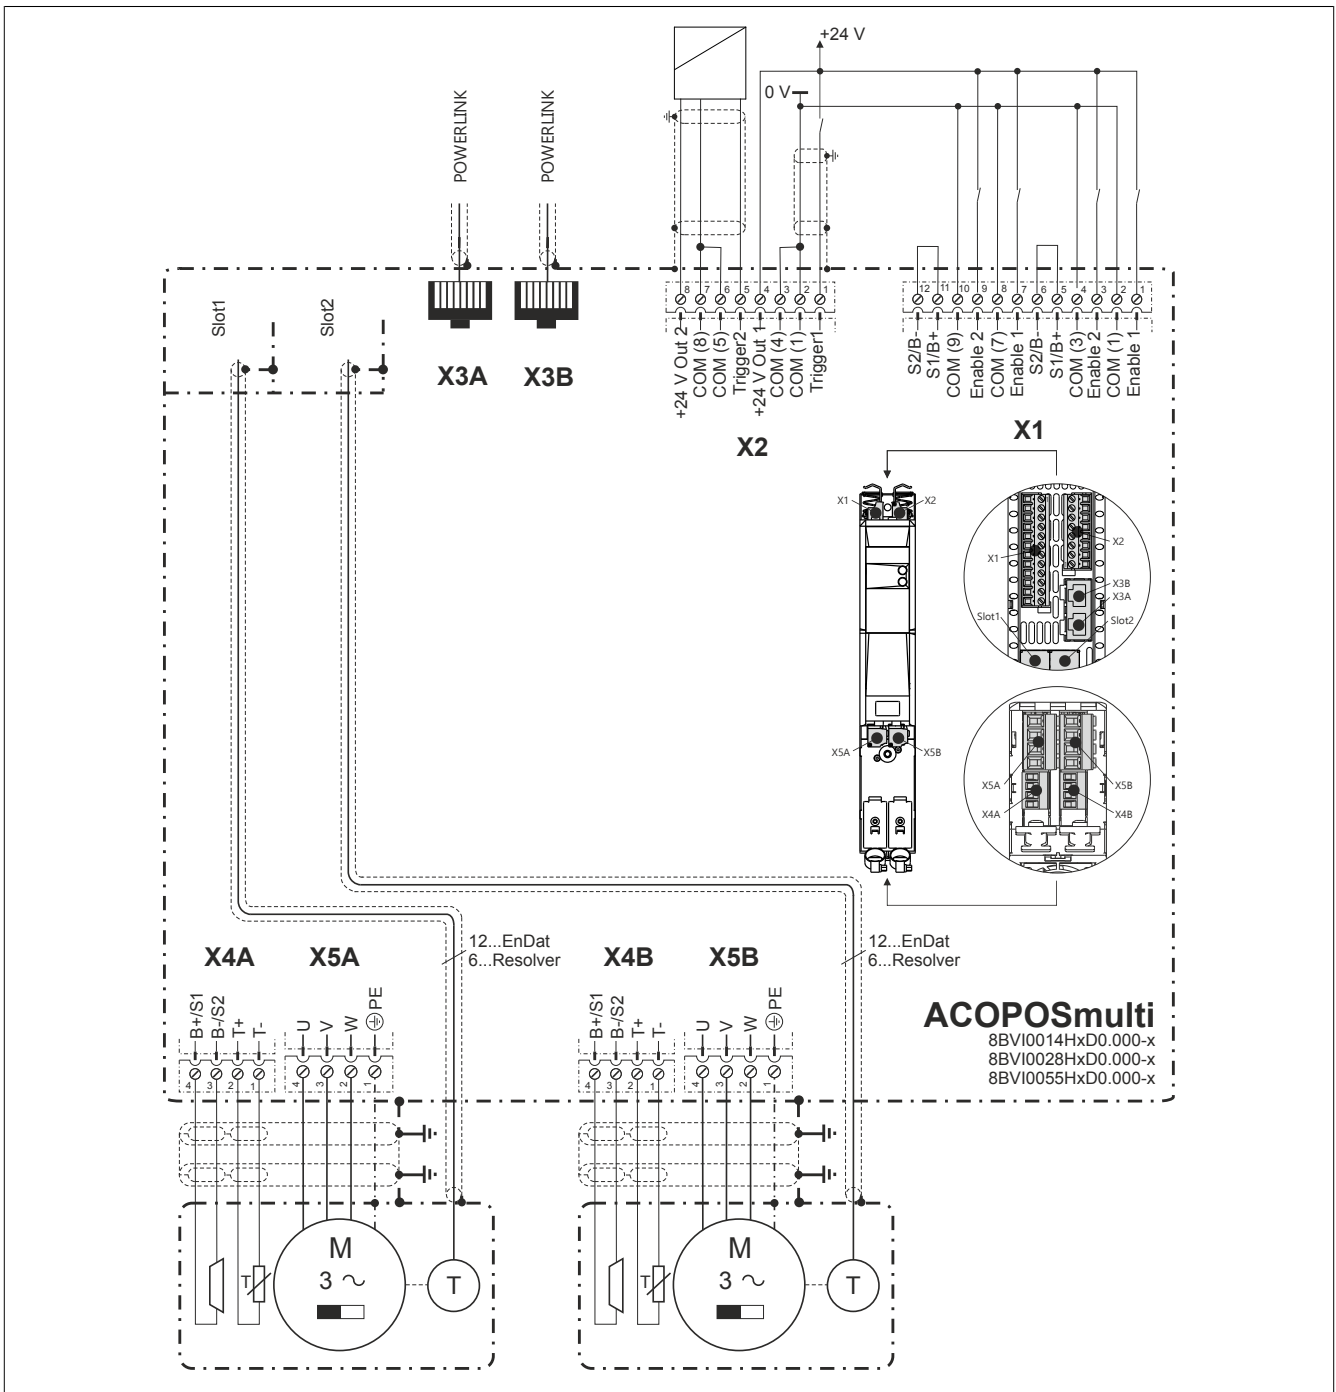 +24 V
0 V
POWERLINK
POWERLINK
Slot1
Slot2
X3A
X3B
8
7
6
5
4
3
2
1
+24 V Out 2
COM (8)
COM (5)
Trigger2
+24 V Out 1
COM (4)
COM (1)
Trigger1
X2
12
11
10
9
8
7
6
5
4
3
2
1
S2/B-
S1/B+
COM (9)
Enable 2
COM (7)
Enable 1
S2/B-
S1/B+
COM (3)
Enable 2
COM (1)
Enable 1
X1
X1
X2
X1
X2
X3B
X3A
Slot1
Slot2
X5A
X5B
X5A
X5B
X4A
X4B
12...EnDat
6...Resolver
12...EnDat
6...Resolver
X4A
X5A
B+/S1
B-/S2
T+
T-
U
V
W
PE
4
3
2
1
4
3
2
1
X4B
X5B
B+/S1
B-/S2
T+
T-
U
V
W
PE
4
3
2
1
4
3
2
1
ACOPOSmulti
8BVI0014HxD0.000-x
8BVI0028HxD0.000-x
8BVI0055HxD0.000-x
T
M
3 ~
T
T
M
3 ~
T